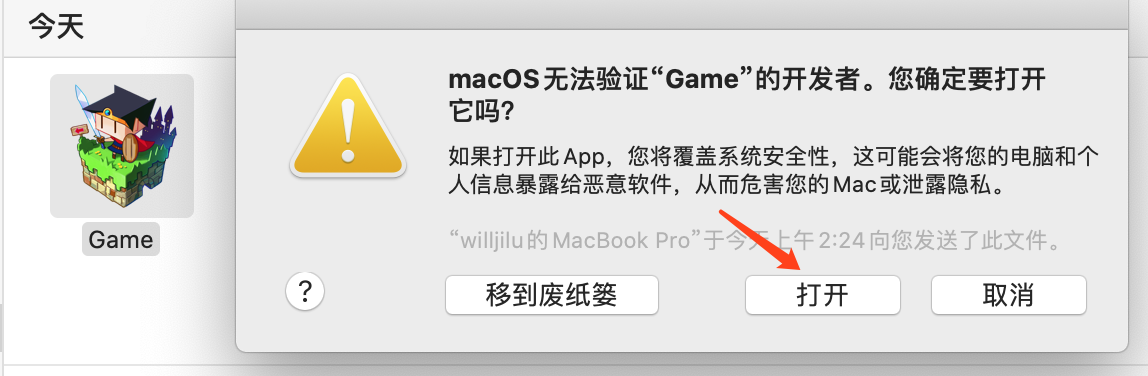 今天
macOS无法验证“Game”的开发者。您确定要打开
它吗？
如果打开此App，您将覆盖系统安全性，这可能会将您的电脑和个
人信息暴露给恶意软件，从而危害您的Mac或泄露隐私。
“willjilu的MacBook Pro”于今天上午2:24向您发送了此文件。
Game
?
移到废纸篓
打开
取消